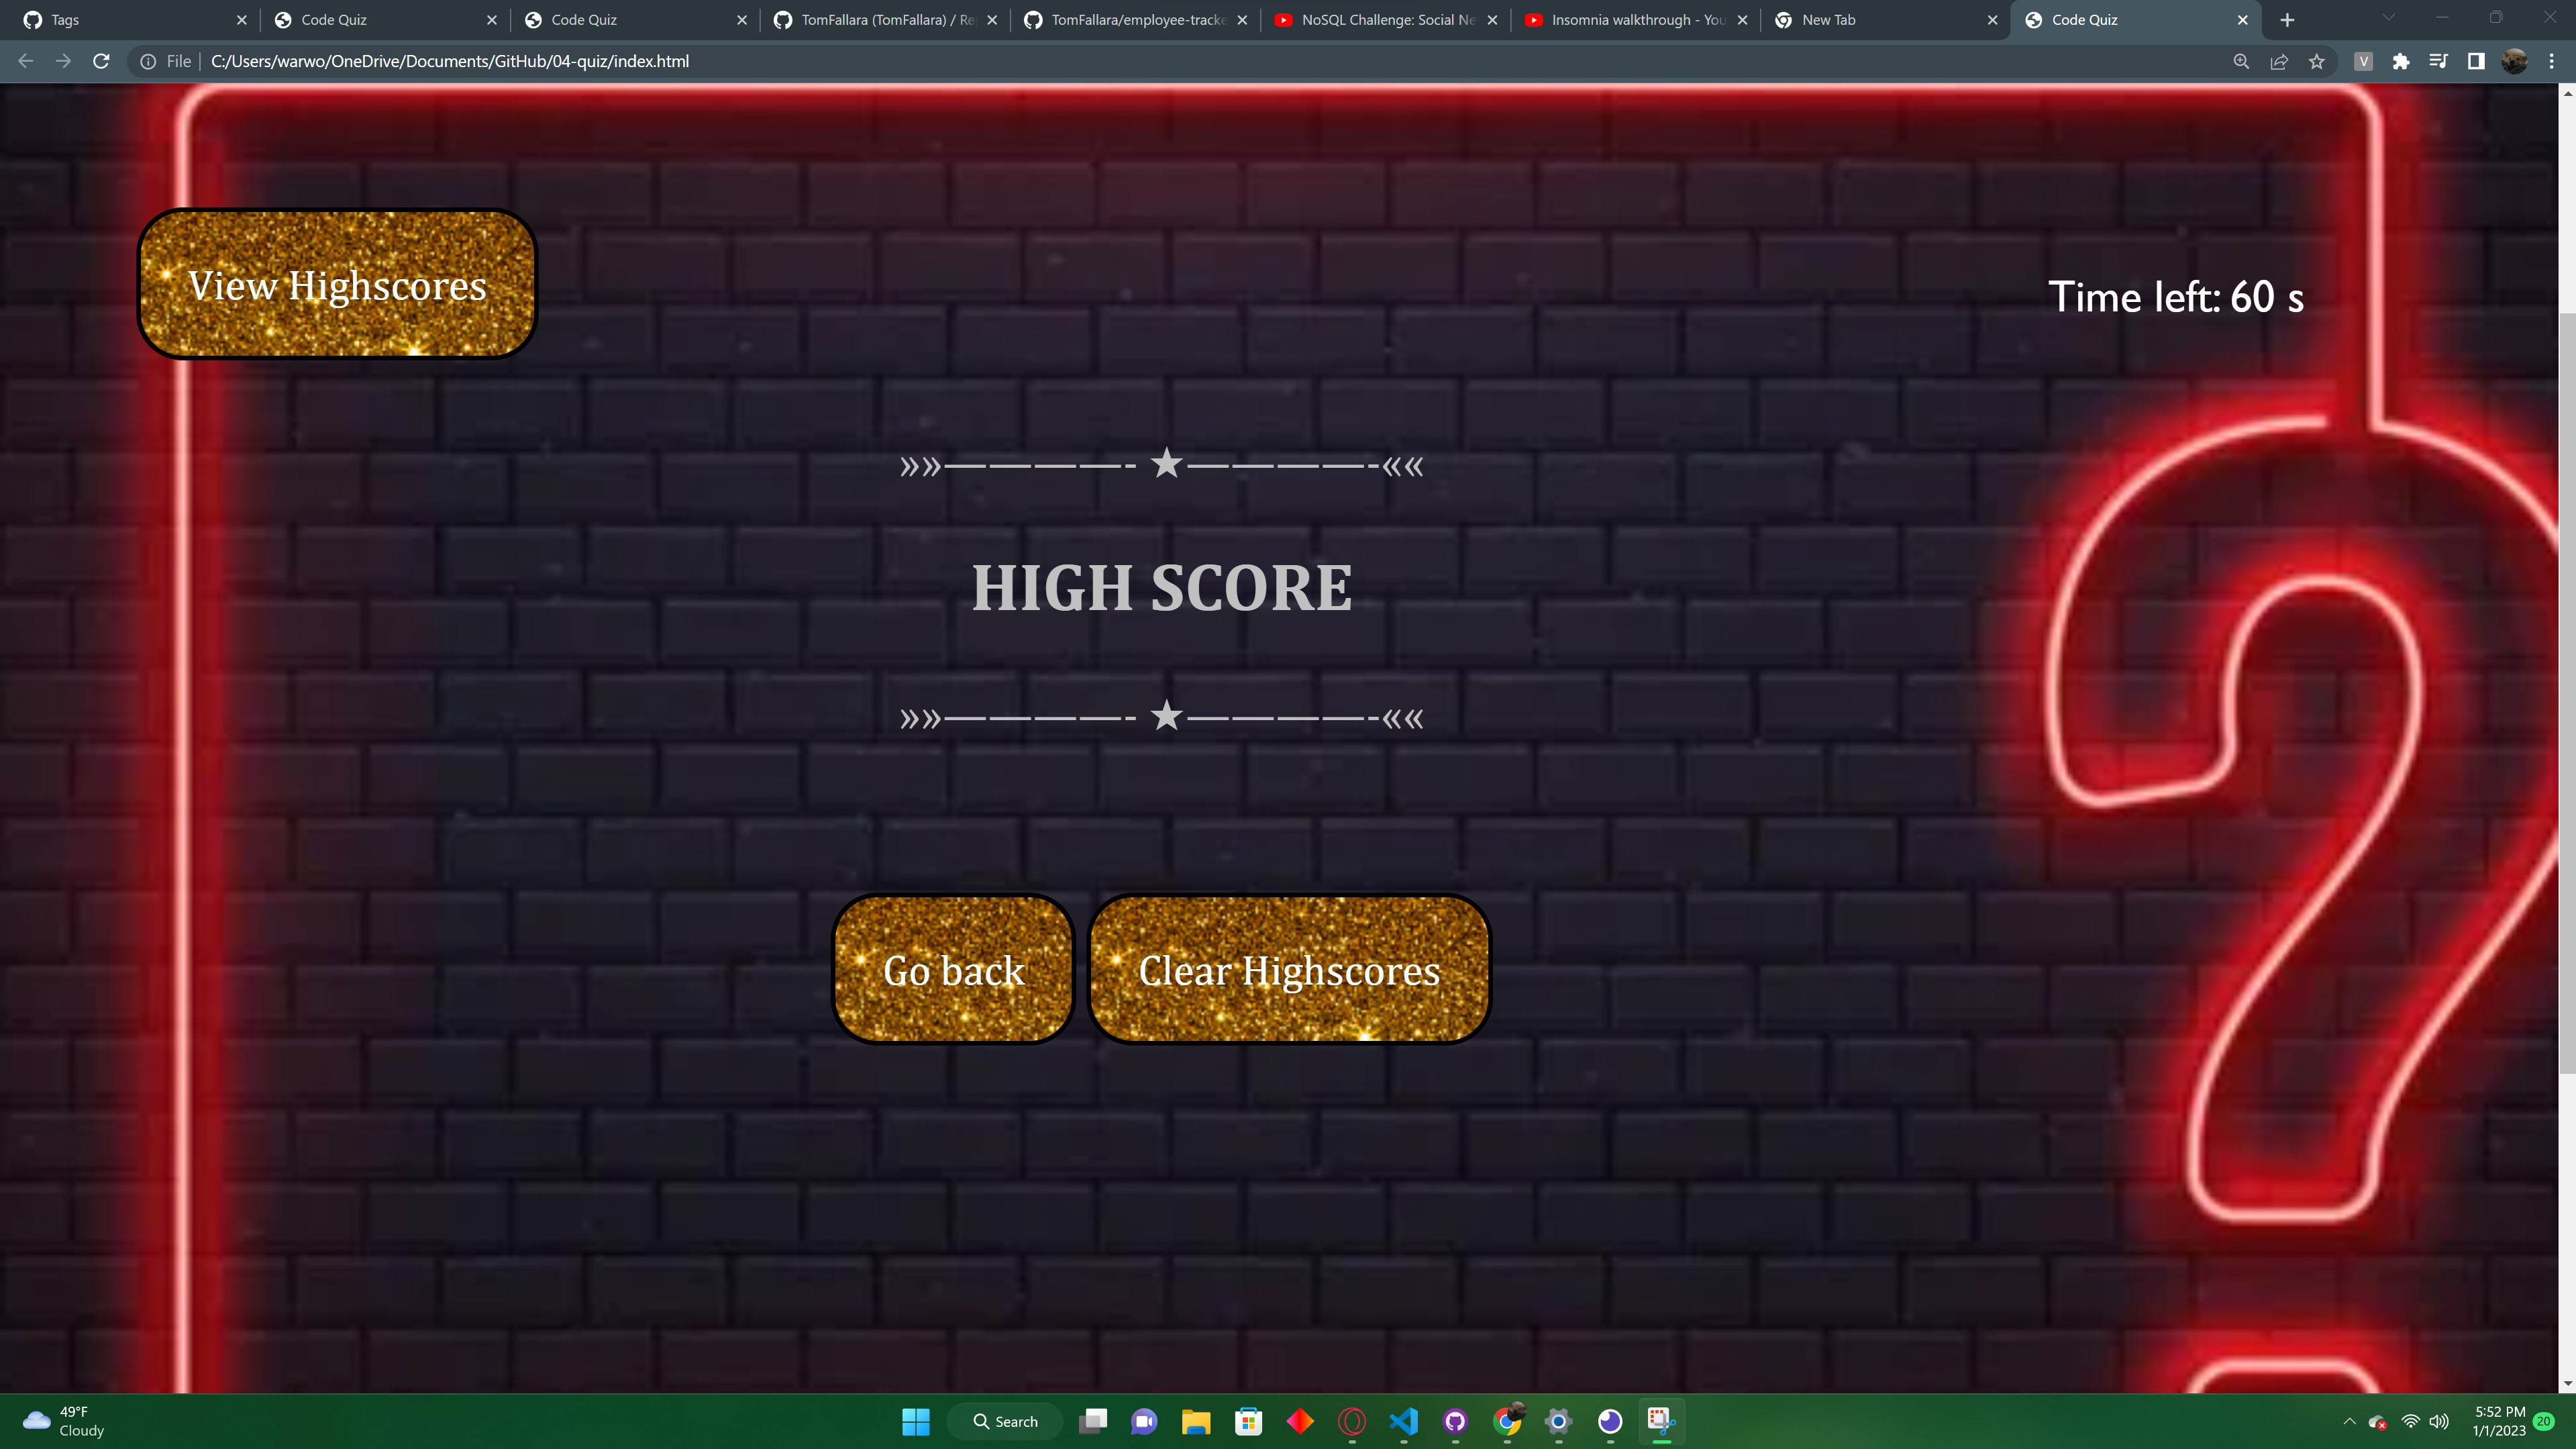 Tags
Code Quiz
Code Quiz
TomFallara (TomFallara) / Re
TomFallara/employee-tracke
NoSQL Challenge: Social Ne
Insomnia walkthrough - You
New Tab
Code Quiz
File
C:/Users/warwo/OneDrive/Documents/GitHub/04-quiz/index.html
V
View Highscores
Time left: 60 s
»»————- ★————-««
HIGH SCORE
»»————- ★————-««
Go back
Clear Highscores
49°F
Cloudy
Search
5:52 PM
1/1/2023
20